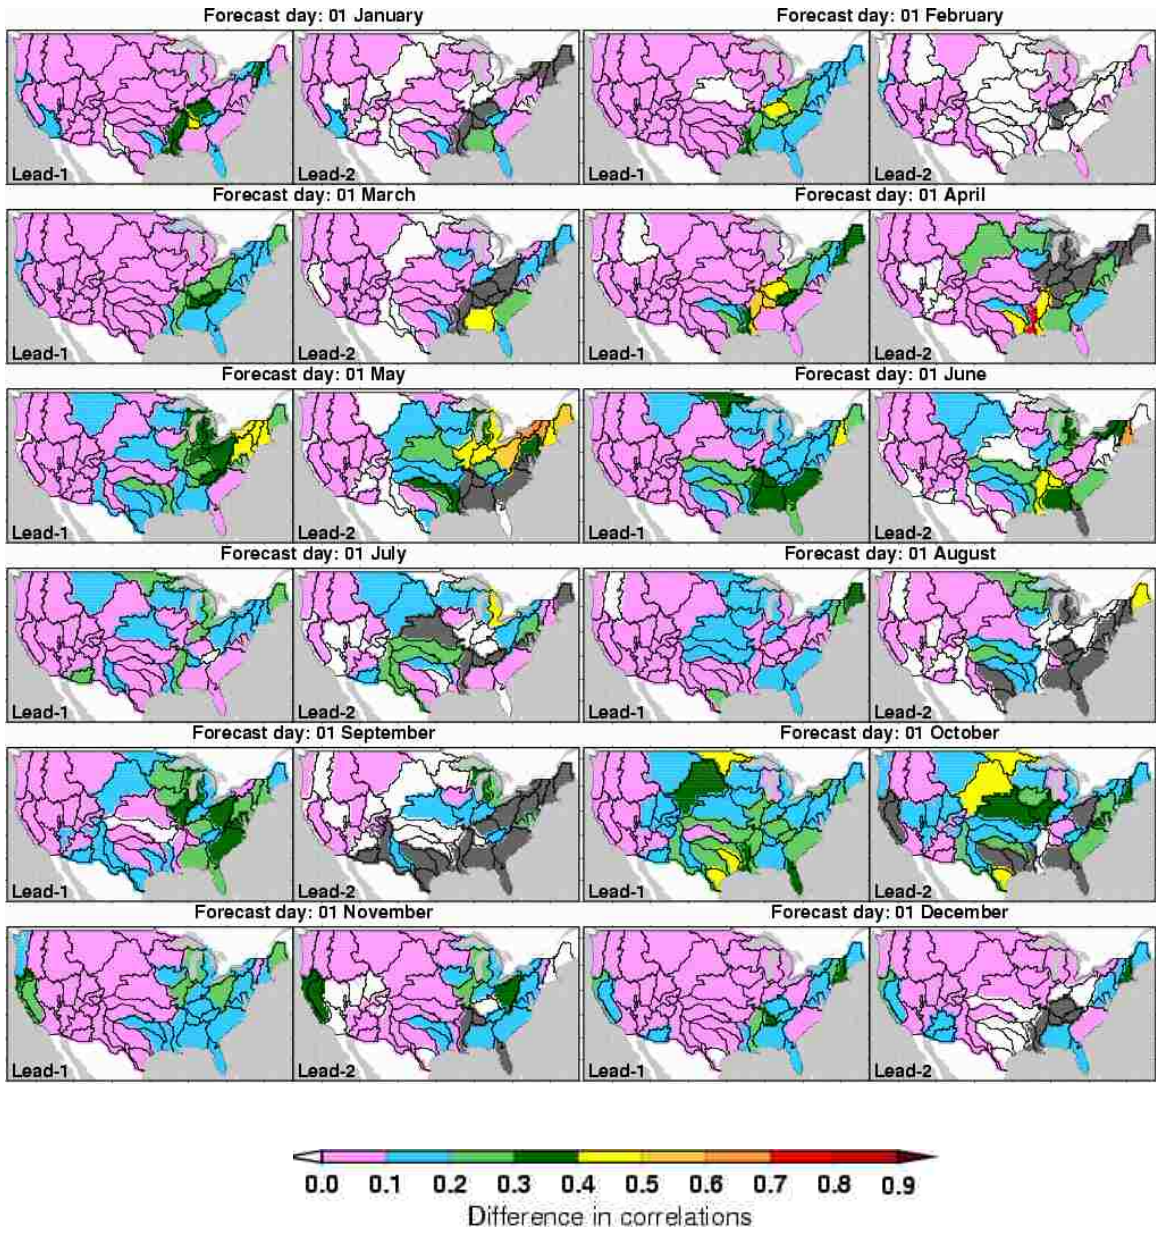 Forecast day: 01 January
Forecast day: 01 February
Lead-1
Lead-2
Lead-1
Lead-2
Forecast day: 01 March
Forecast day: 01 April
Lead-1
Lead-2
Lead-1
Lead-2
Forecast day: 01 May
Forecast day: 01 June
Lead-1
Lead-2
Lead-1
Lead-2
Forecast day: 01 July
Forecast day: 01 August
Lead-1
Lead-2
Lead-1
Lead-2
Forecast day: 01 September
Forecast day: 01 October
Lead-1
Lead-2
Lead-1
Lead-2
Forecast day: 01 November
Forecast day: 01 December
Lead-1
Lead-2
Lead-1
Lead-2
0.0 0.1 0.2 0.3 0.4 0.5 0.6 0.7 0.8 0.9
Difference in correlations